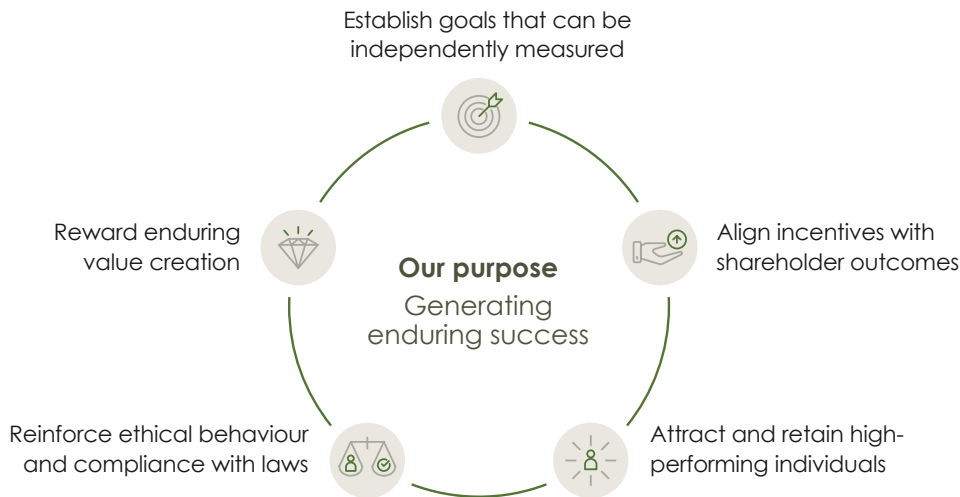 Establish goals that can be
independently measured
Reward enduring
value creation
Align incentives with
shareholder outcomes
Our purpose
Generating
enduring success
Reinforce ethical behaviour
and compliance with laws
Attract and retain high-
performing individuals